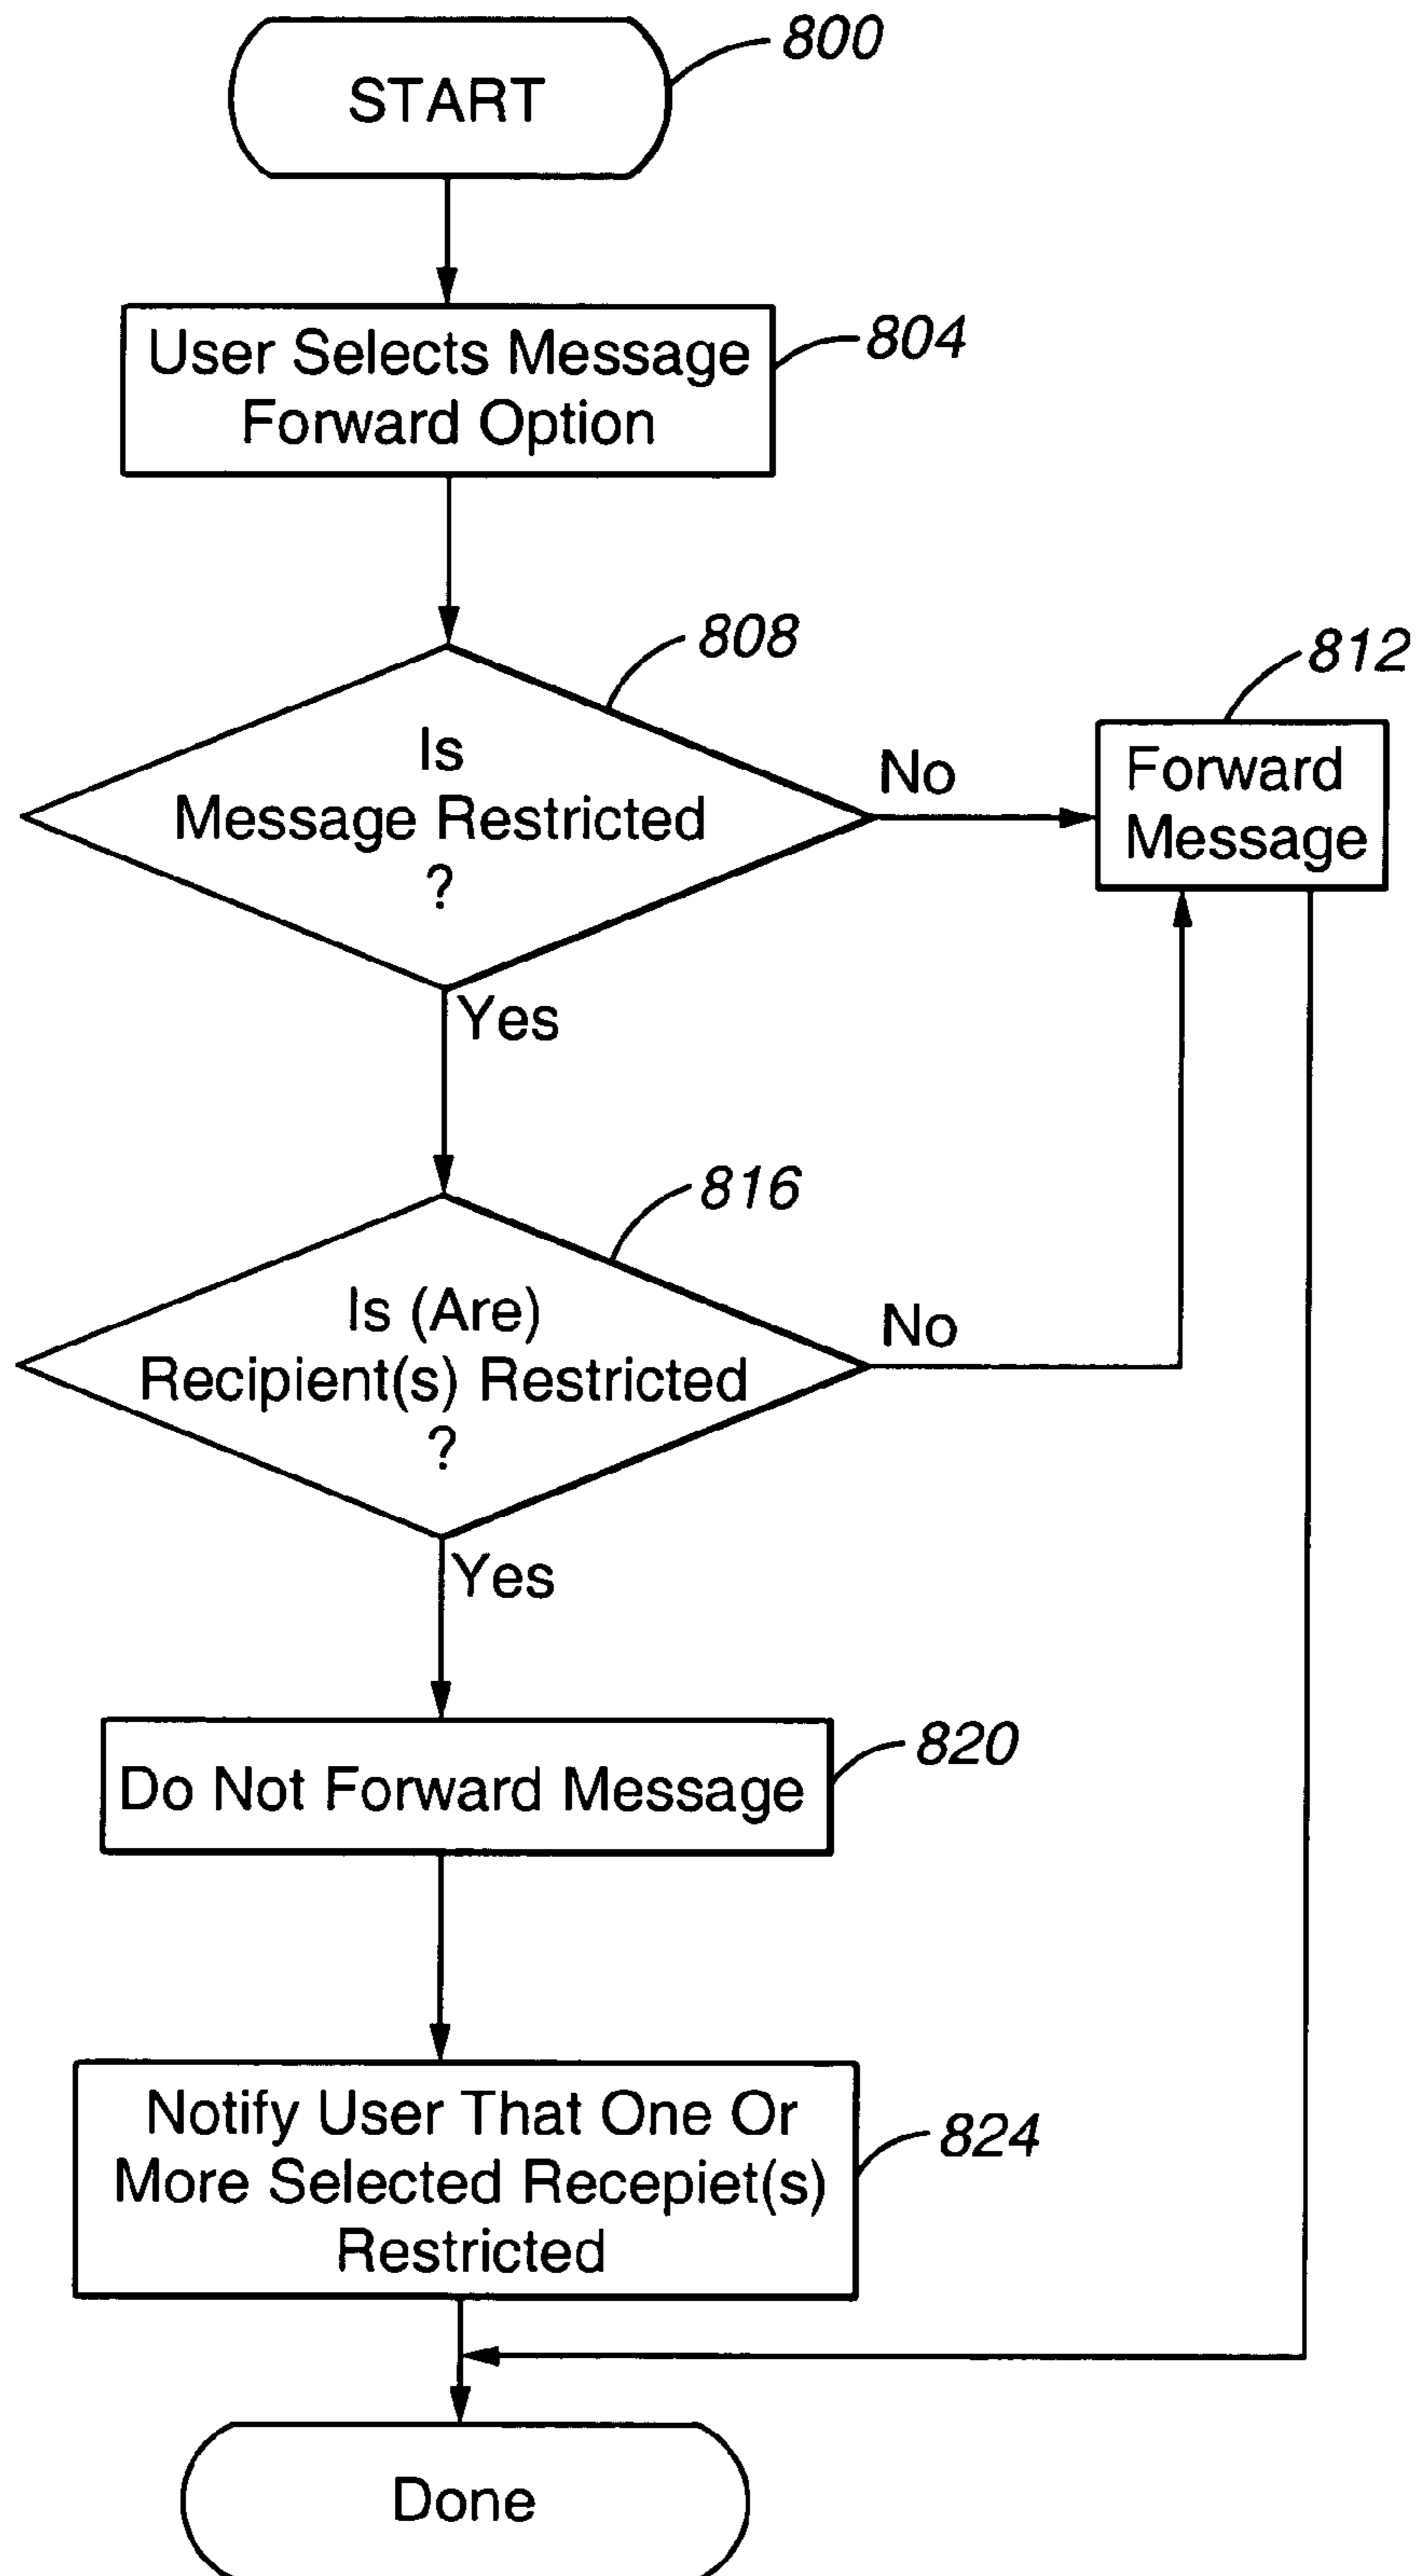 800
START
804
User Selects Message
Forward Option
808
Is
Message Restricted
?
No
812
Forward
Message
Yes
816
Is (Are)
Recipient(s) Restricted
?
No
Yes
820
Do Not Forward Message
824
Notify User That One Or
More Selected Recepiet(s)
Restricted
Done